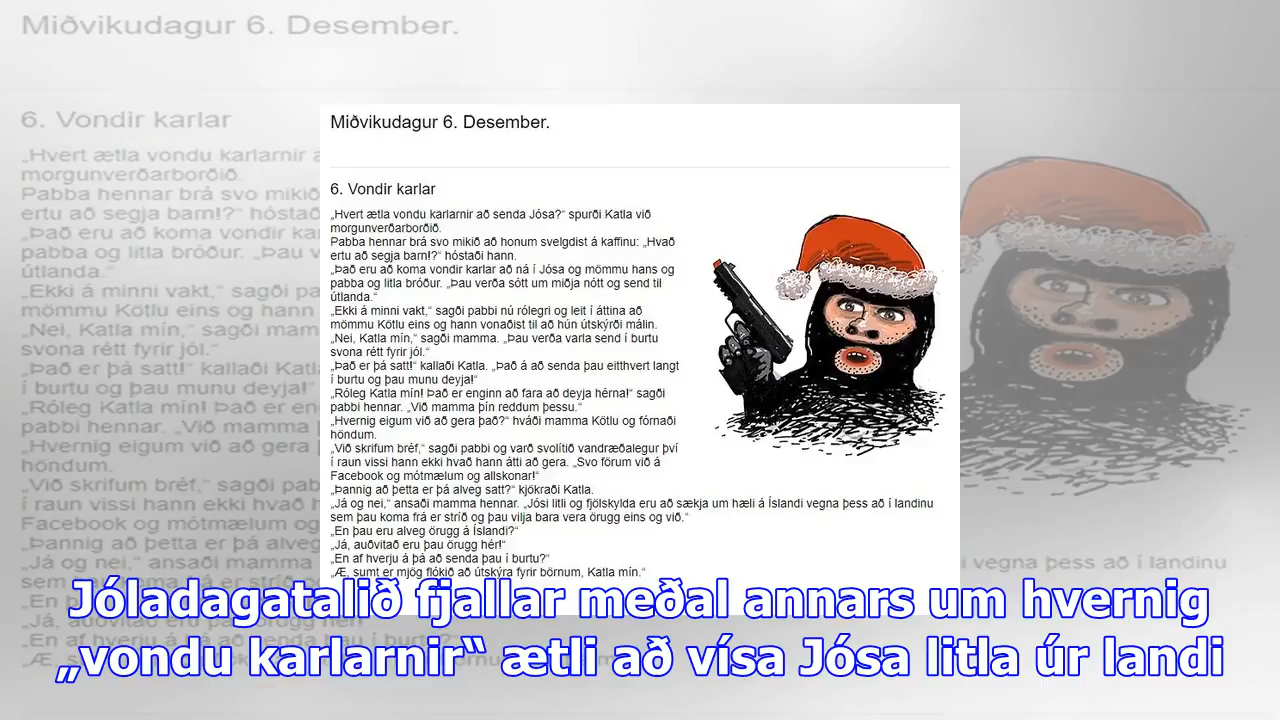 Miðvikudagur 6. Desember.
6. Vondir karlar
„Hvert ætla vondu karlarnir að senda Jósa?“ spurði Katla við
morgunverðarborðið.
Pabba hennar brá svo mikið að honum svelgdist á kaffinu: „Hvað
ertu að segja barn!?“ hóstaði hann.
„Það eru að koma vondir karlar að ná í Jósa og mömmu hans og
pabba og litla bróður. „Þau verða sótt um miðja nótt og send til
útlanda.“
„Ekki á minni vakt,“ sagði pabbi nú rólegri og leit í áttina að
mömmu Kötlu eins og hann vonaðist til að hún útskýrði málin.
„Nei, Katla mín,“ sagði mamma. „Þau verða varla send í burtu
svona rétt fyrir jól.“
„Það er þá satt!“ kallaði Katla. „Það á að senda þau eitthvert langt
í burtu og þau munu deyja!“
„Róleg Katla mín! Það er enginn að fara að deyja hérna!“ sagði
pabbi hennar. „Við mamma þín reddum þessu.“
„Hvernig eigum við að gera það?“ hváði mamma Kötlu og fórnaði
höndum.
„Við skrifum bréf,“ sagði pabbi og varð svolítið vandræðalegur því
í raun vissi hann ekki hvað hann átti að gera. „Svo förum við á
Facebook og mótmælum og allskonar!“
„Þannig að þetta er þá alveg satt?“ kjökraði Katla.
„Já og nei,“ ansaði mamma hennar. „Jósi litli og fjölskylda eru að sækja um hæli á Íslandi vegna þess að í landinu
sem þau koma frá er stríð og þau vilja bara vera örugg eins og við.“
„En þau eru alveg örugg á Íslandi?“
„Já, auðvitað eru þau örugg hér!“
„En af hverju á þá að senda þau í burtu?“
„Æ, sumt er mjög flókið að útskýra fyrir börnum, Katla mín.“
Jóladagatalið fjallar meðal annars um hvernig
„vondu karlarnir“ ætli að vísa Jósa litla úr landi